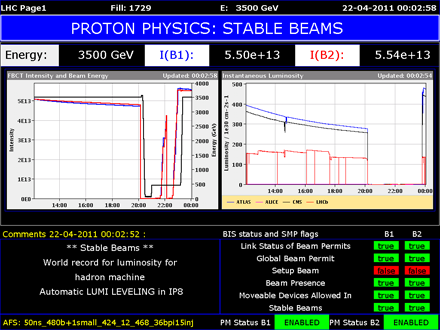 LHC Page1 Fill: 1729 E: 3500 GeV 22-04-2011 00:02:58
PROTON PHYSICS: STABLE BEAMS
Energy: 3500 GeV I(B1): 5.50e+13 I(B2): 5.54e+13
FBCT Intensity and Beam Energy Updated: 00:02:58
Intensity
5E13
4E13
3E13
2E13
1E13
0E0
14:00 16:00 18:00 20:00 22:00 00:00
4000
3500
3000
2500
2000
1500
1000
500
0
Energy (GeV)
Instantaneous Luminosity Updated: 00:02:54
Luminosity / 1e30 cm-2s-1
400
300
200
100
0
14:00 16:00 18:00 20:00 22:00 00:00
ATLAS ALICE CMS LHCb
Comments 22-04-2011 00:02:52 :
** Stable Beams **
World record for luminosity for
hadron machine
Automatic LUMI LEVELING in IP8
BIS status and SMP flags B1 B2
Link Status of Beam Permits true true
Global Beam Permit true true
Setup Beam false false
Beam Presence true true
Moveable Devices Allowed In true true
Stable Beams true true
AFS: 50ns_480b+1small_424_12_468_36bpi15inj PM Status B1 ENABLED PM Status B2 ENABLED